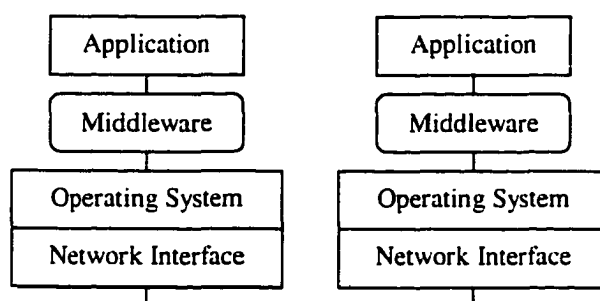 Application Application
Middleware Middleware
Operating System Operating System
Network Interface Network Interface